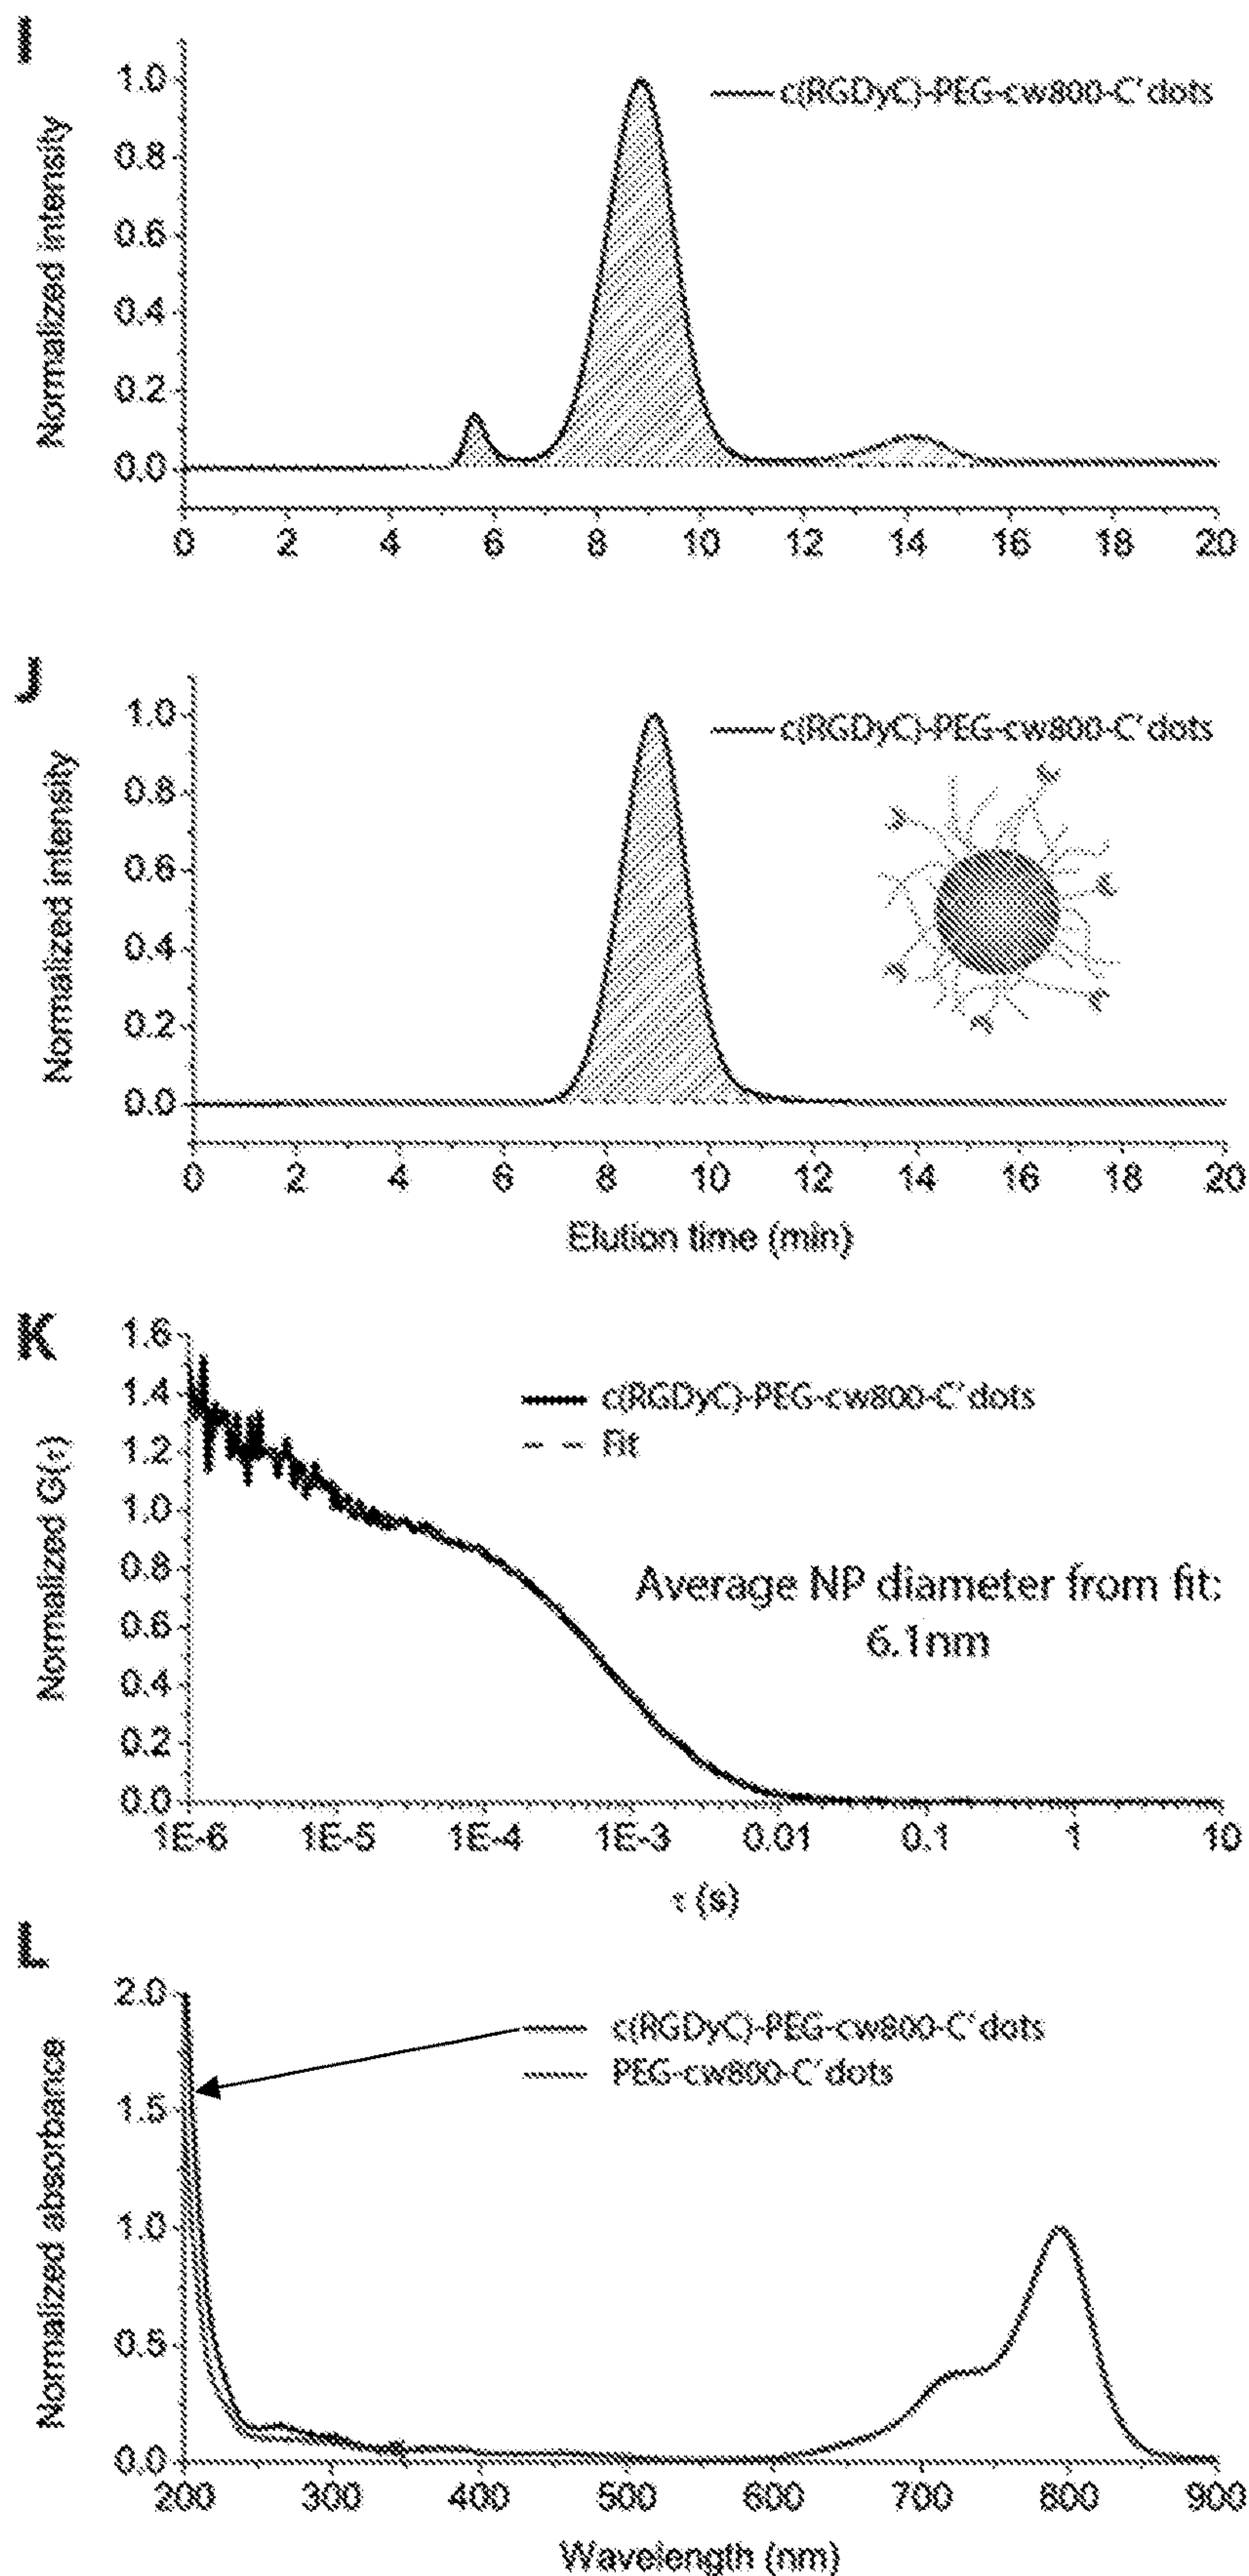 I
c(RGDyC)-PEG-cw800-C'dots
Normalized intensity
1.0
0.8
0.6
0.4
0.2
0.0
0 2 4 6 8 10 12 14 16 18 20
J
c(RGDyC)-PEG-cw800-C'dots
Normalized intensity
1.0
0.8
0.6
0.4
0.2
0.0
0 2 4 6 8 10 12 14 16 18 20
Elution time (min)
K
c(RGDyC)-PEG-cw800-C'dots
Fit
Normalized G(τ)
1.6
1.4
1.2
1.0
0.8
0.6
0.4
0.2
0.0
Average NP diameter from fit:
6.1nm
1E-6 1E-5 1E-4 1E-3 0.01 0.1 1 10
τ (s)
L
c(RGDyC)-PEG-cw800-C'dots
PEG-cw800-C'dots
Normalized absorbance
2.0
1.5
1.0
0.5
0.0
200 300 400 500 600 700 800 900
Wavelength (nm)